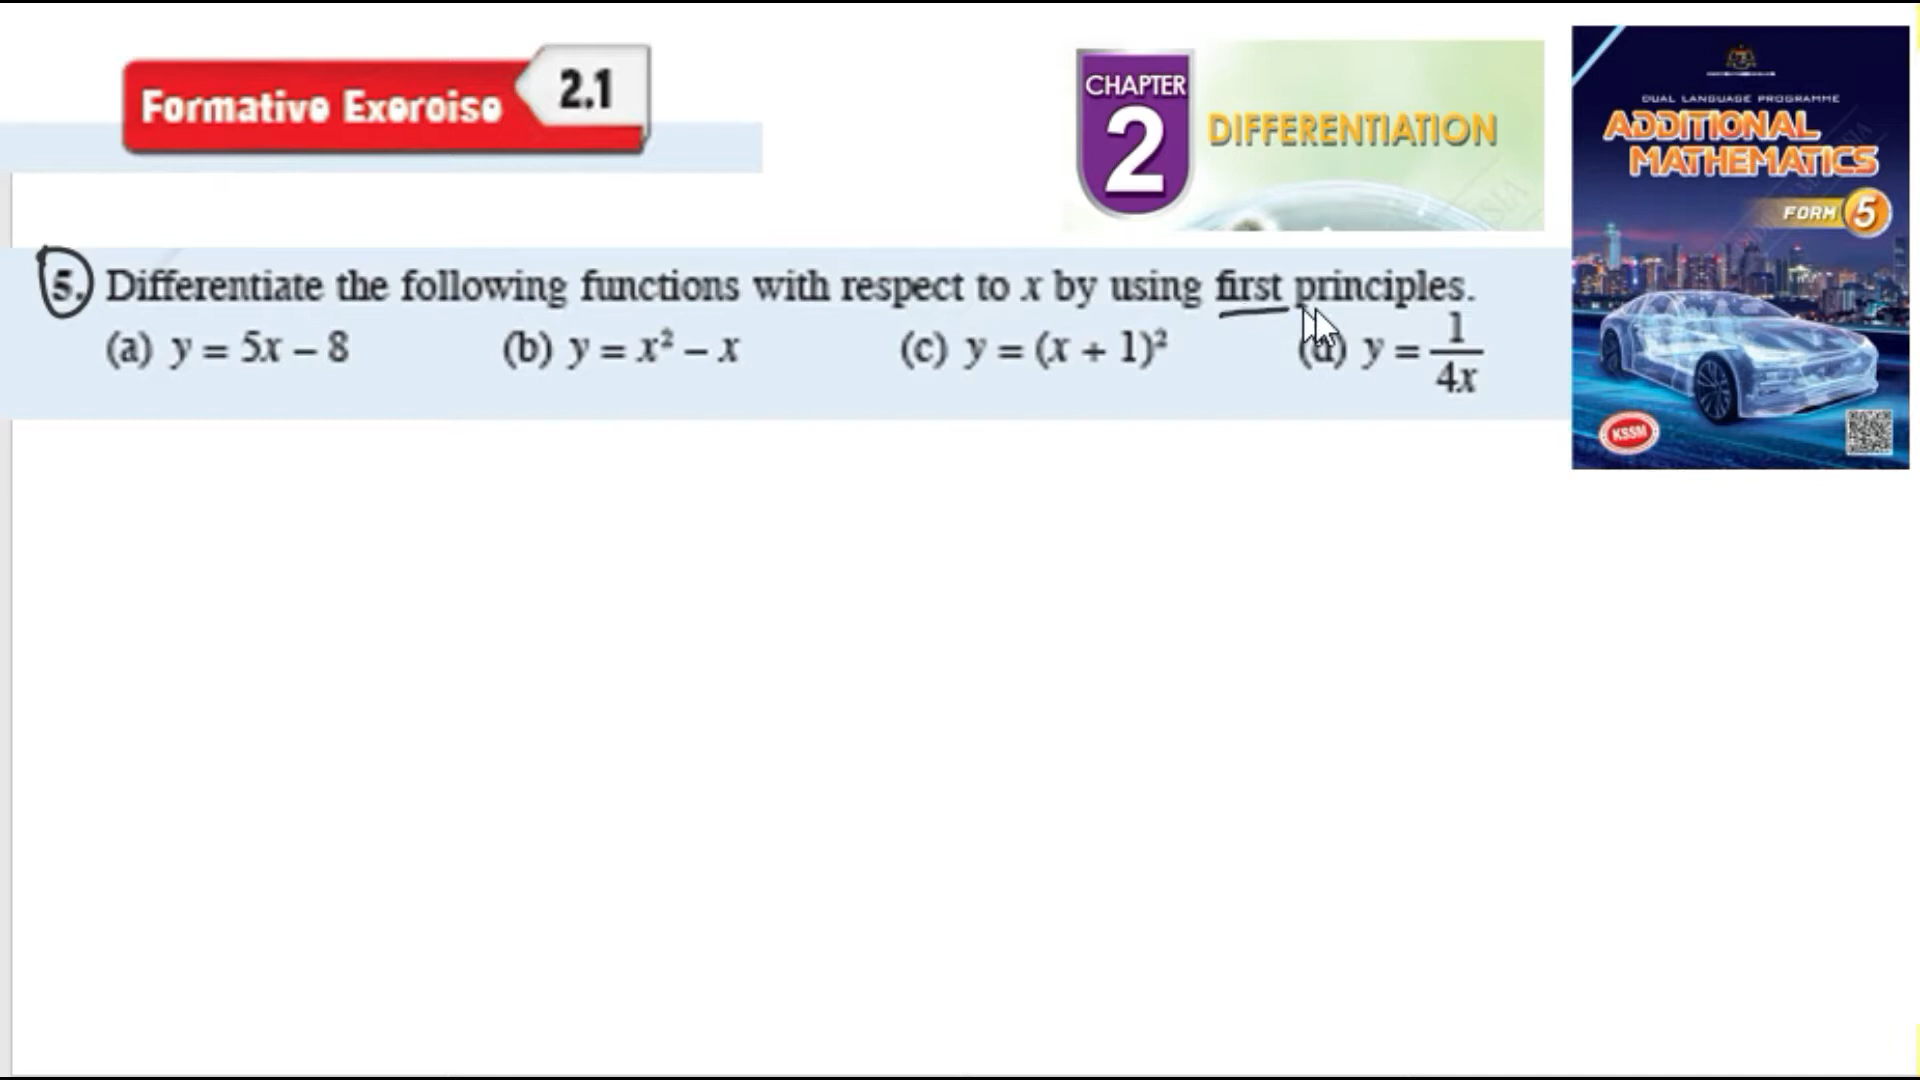 Formative Exercise 2.1
CHAPTER
2
DIFFERENTIATION
DUAL LANGUAGE PROGRAMME
ADDITIONAL
MATHEMATICS
FORM 5
KSSM
5. Differentiate the following functions with respect to x by using first principles.
(a) y = 5x – 8 (b) y = x² – x (c) y = (x + 1)² (d) y = 1/4x